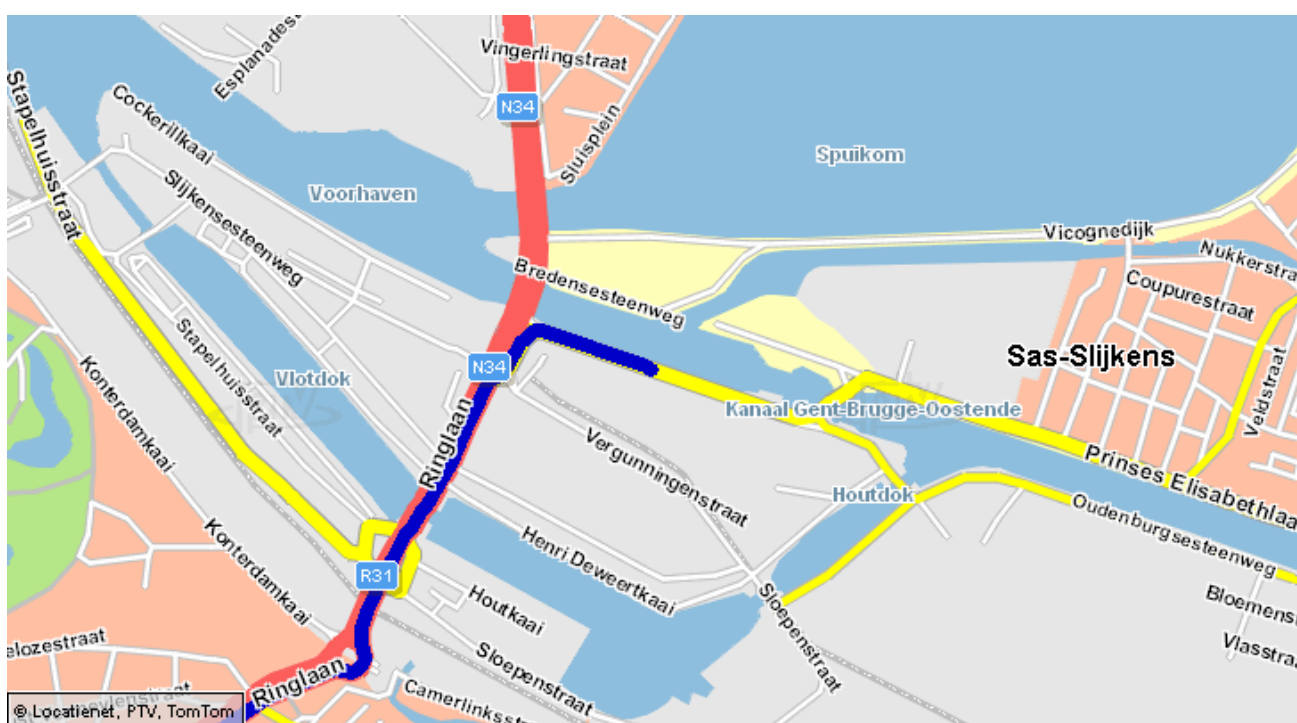 Esplanadest
Vingerlingstraat
Stapelhuisstraat
Cockerillkaai
N34
Sluisplein
Spuikom
Voorhaven
Slijkensesteenweg
Vicognedijk
Nukkerstra
Bredensesteenweg
Coupurestraat
Stapelhuisstraat
Vlotdok
N34
Sas-Slijkens
Konterdamkaai
Ringlaan
Kanaal Gent-Brugge-Oostende
Veldstraat
Vergunningenstraat
Prinses Elisabethlaa
Houtdok
Oudenburgsesteenweg
Konterdamkaai
Henri Deweertkaai
R31
Houtkaai
Sloepenstraat
Bloemenst
elozestraat
Vlasstraa
Sloepenstraat
Ringlaan
Camerlinksst
© Locatienet, PTV, TomTom